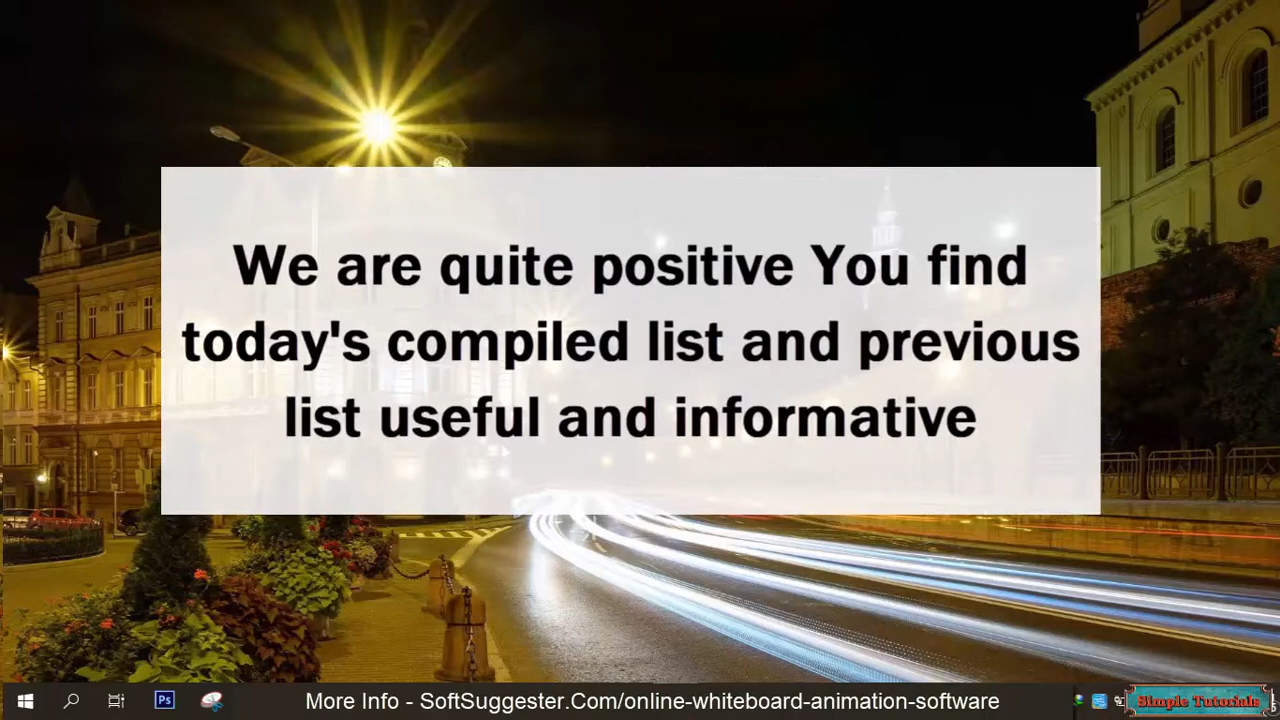 We are quite positive You find
today's compiled list and previous
list useful and informative
Ps
More Info - SoftSuggester.Com/online-whiteboard-animation-software
Simple Tutorials